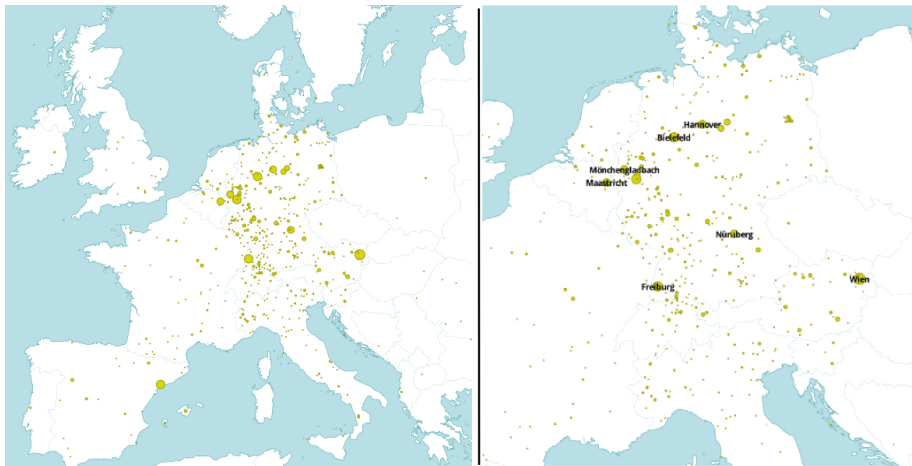 Hannover
Bielefeld
Mönchengladbach
Maastricht
Nürnberg
Wien
Freiburg